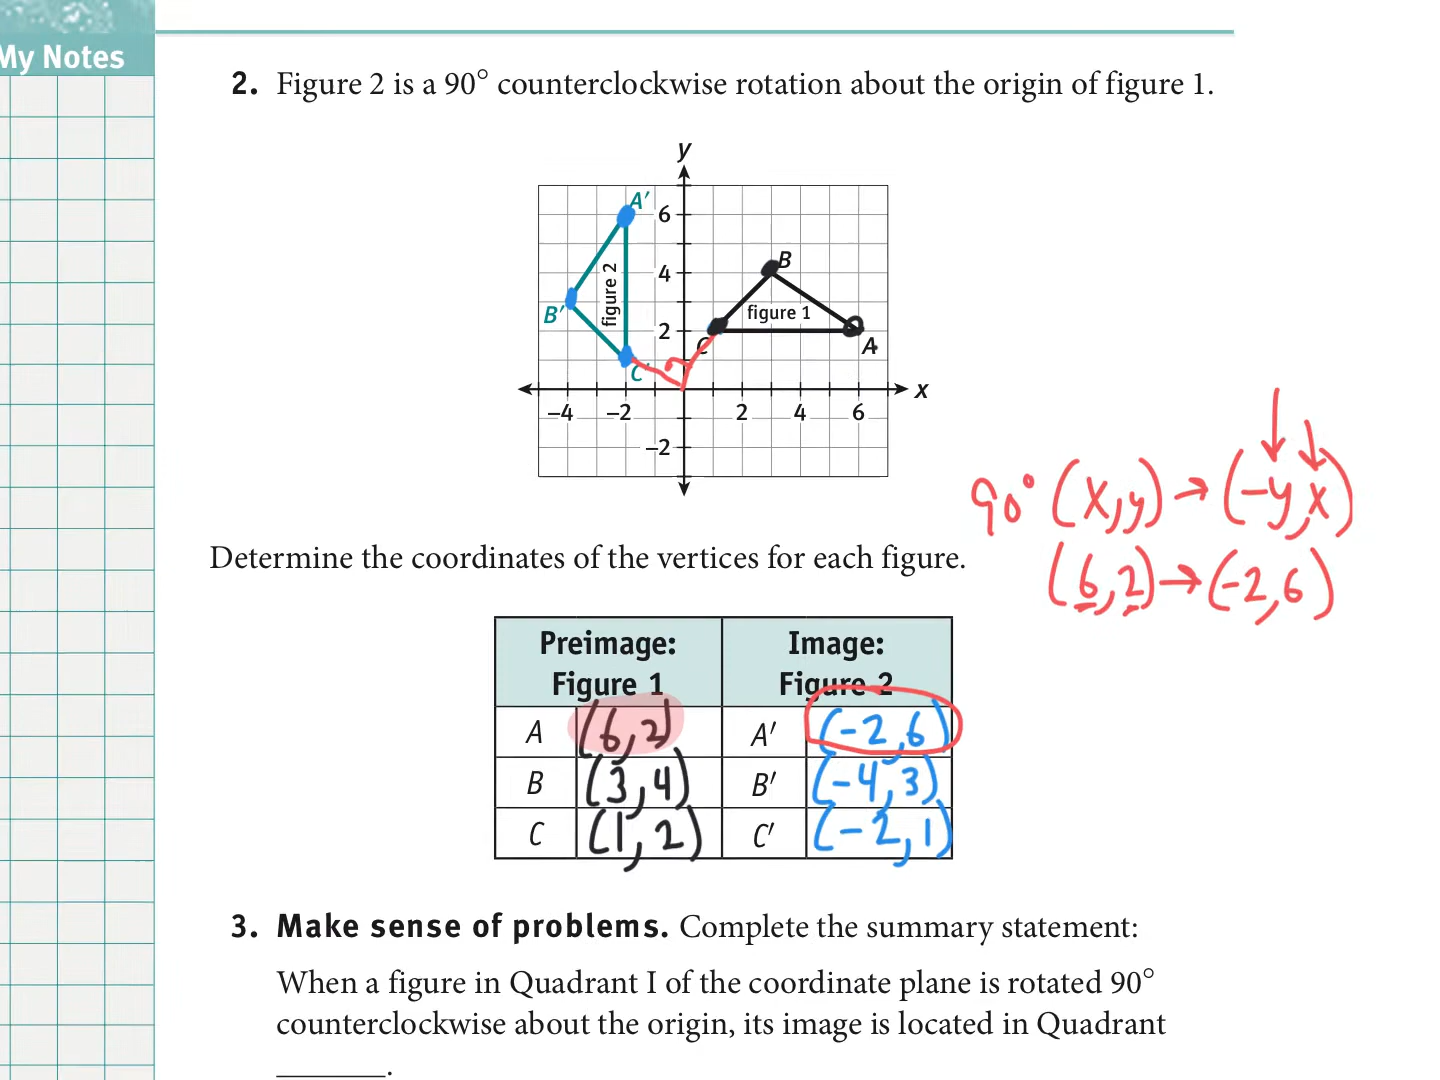 My Notes
2. Figure 2 is a 90° counterclockwise rotation about the origin of figure 1.
y
A′
6
B
4
figure 2
B′
figure 1
2
C
A
C′
x
−4 −2 2 4 6
−2
90° (x,y) → (−y,x)
Determine the coordinates of the vertices for each figure.
(6,2) → (−2,6)
Preimage: Figure 1
Image: Figure 2
A (6,2) A′ (−2,6)
B (3,4) B′ (−4,3)
C (1,2) C′ (−2,1)
3. Make sense of problems. Complete the summary statement:
When a figure in Quadrant I of the coordinate plane is rotated 90°
counterclockwise about the origin, its image is located in Quadrant
______.